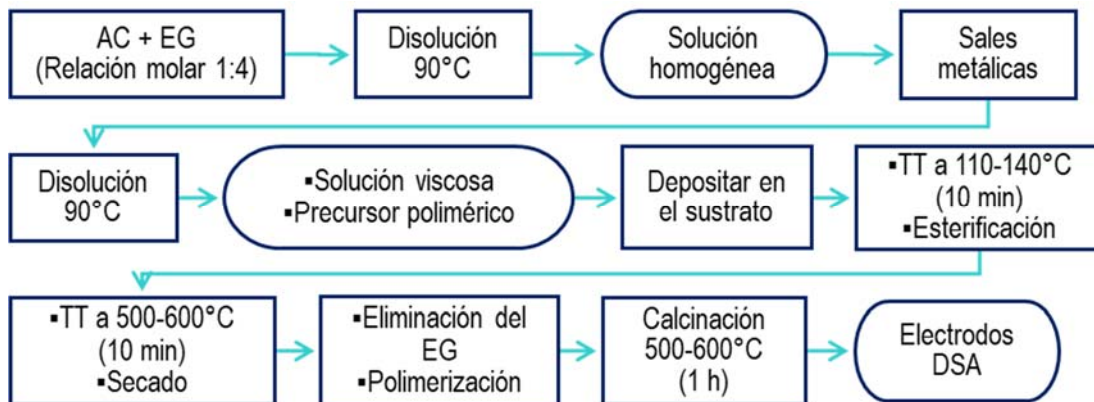 AC + EG
(Relación molar 1:4)
Disolución
90°C
Solución
homogénea
Sales
metálicas
Disolución
90°C
▪Solución viscosa
▪Precursor polimérico
Depositar en
el sustrato
▪TT a 110-140°C
(10 min)
▪Esterificación
▪TT a 500-600°C
(10 min)
▪Secado
▪Eliminación del
EG
▪Polimerización
Calcinación
500-600°C
(1 h)
Electrodos
DSA